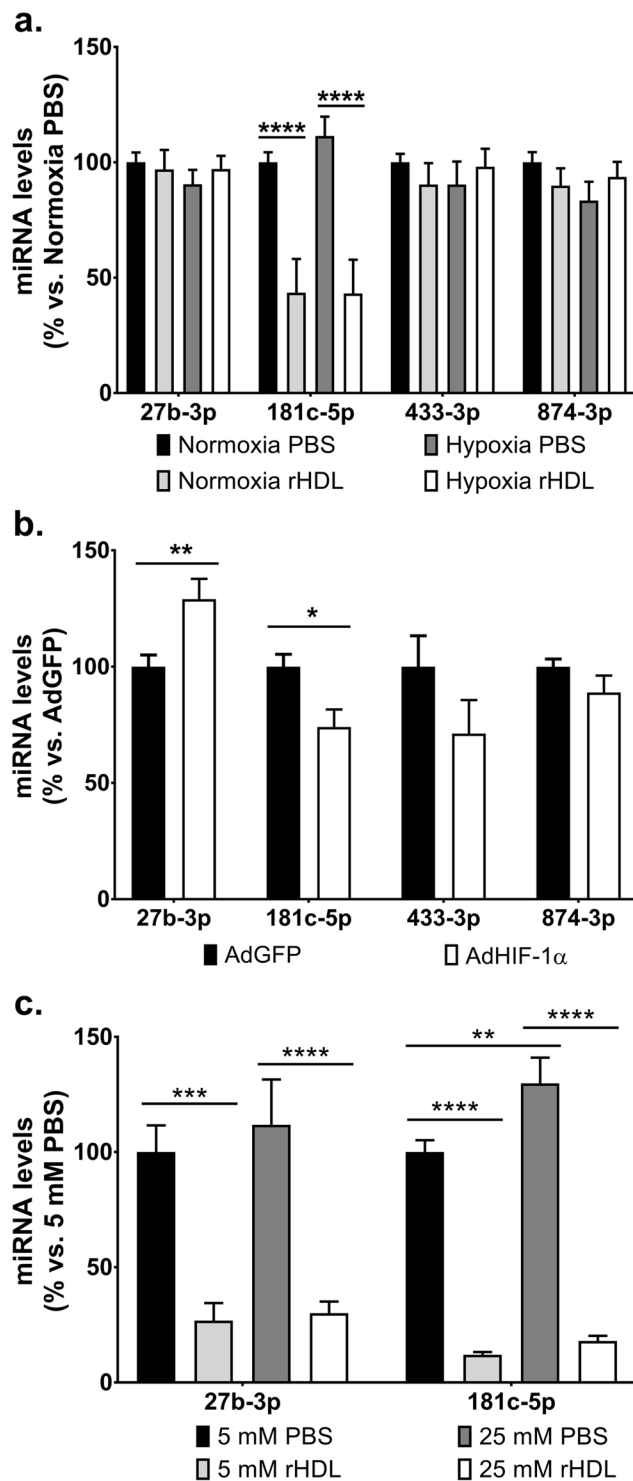 a.
miRNA levels
(% vs. Normoxia PBS)
150
100
50
0
****
****
27b-3p 181c-5p 433-3p 874-3p
Normoxia PBS Hypoxia PBS
Normoxia rHDL Hypoxia rHDL
b.
miRNA levels
(% vs. AdGFP)
150
100
50
0
**
*
27b-3p 181c-5p 433-3p 874-3p
AdGFP AdHIF-1α
c.
miRNA levels
(% vs. 5 mM PBS)
150
100
50
0
***
****
****
**
****
27b-3p 181c-5p
5 mM PBS 25 mM PBS
5 mM rHDL 25 mM rHDL